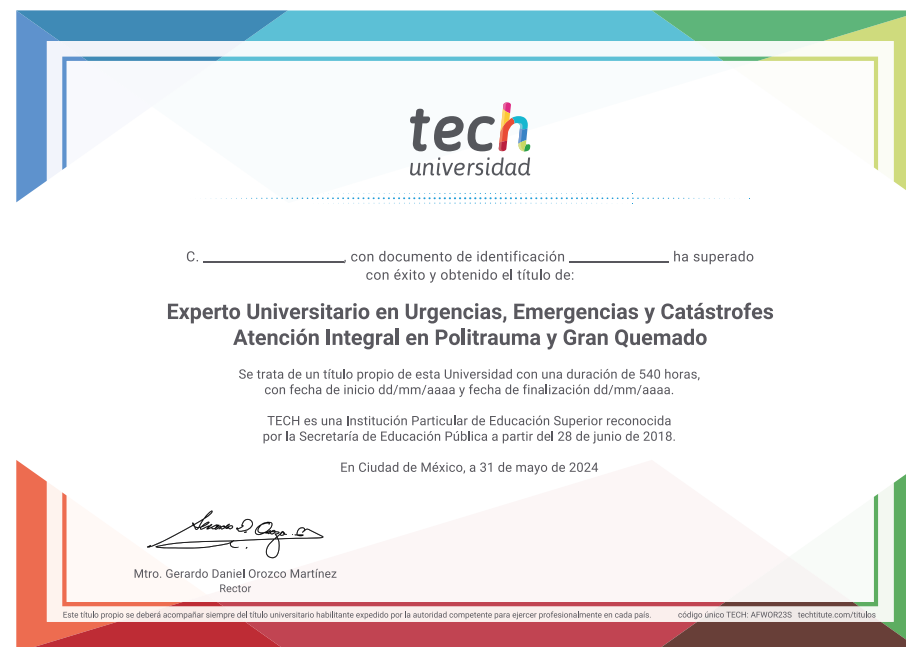 tech
universidad
C. ____________________, con documento de identificación ______________ ha superado
con éxito y obtenido el título de:
Experto Universitario en Urgencias, Emergencias y Catástrofes
Atención Integral en Politrauma y Gran Quemado
Se trata de un título propio de esta Universidad con una duración de 540 horas,
con fecha de inicio dd/mm/aaaa y fecha de finalización dd/mm/aaaa.
TECH es una Institución Particular de Educación Superior reconocida
por la Secretaría de Educación Pública a partir del 28 de junio de 2018.
En Ciudad de México, a 31 de mayo de 2024
Mtro. Gerardo Daniel Orozco Martínez
Rector
Este título propio se deberá acompañar siempre del título universitario habilitante expedido por la autoridad competente para ejercer profesionalmente en cada país. código único TECH: AFWOR23S techtitute.com/titulos